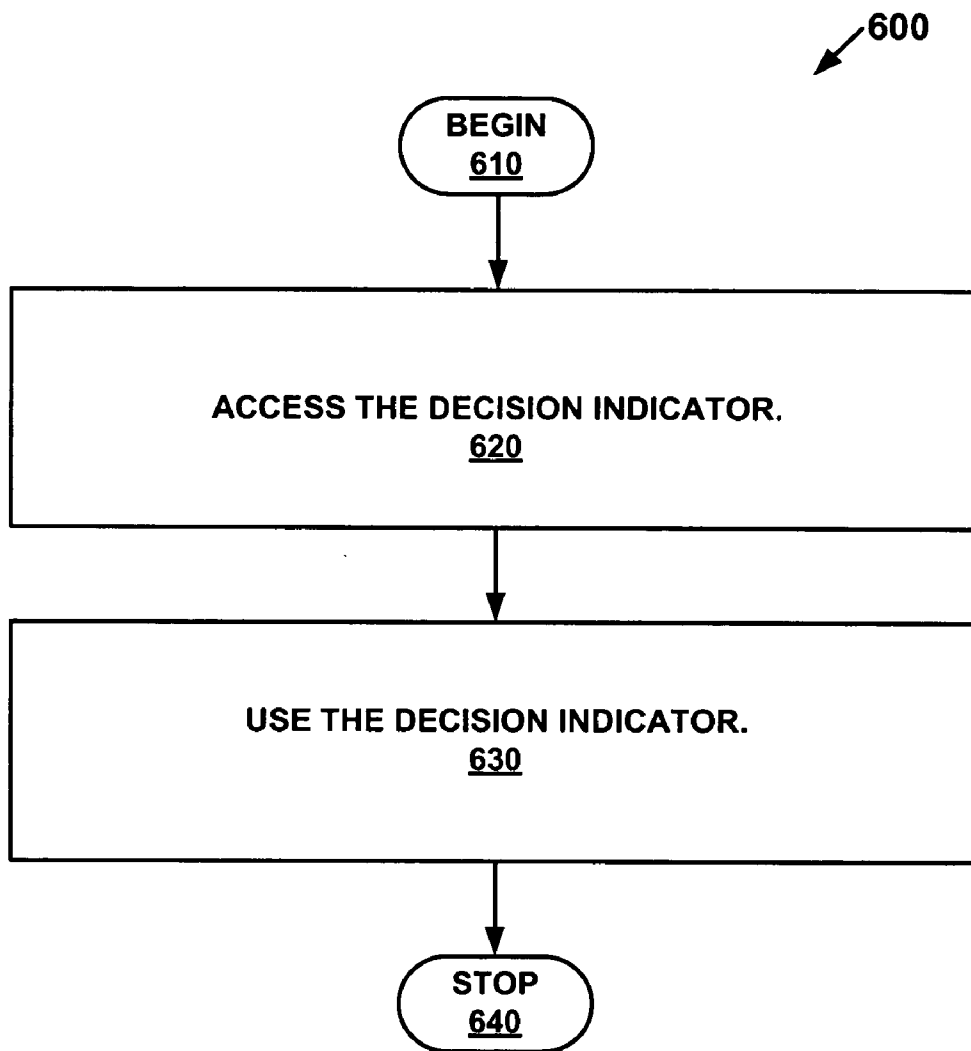 600
BEGIN
610
ACCESS THE DECISION INDICATOR.
620
USE THE DECISION INDICATOR.
630
STOP
640